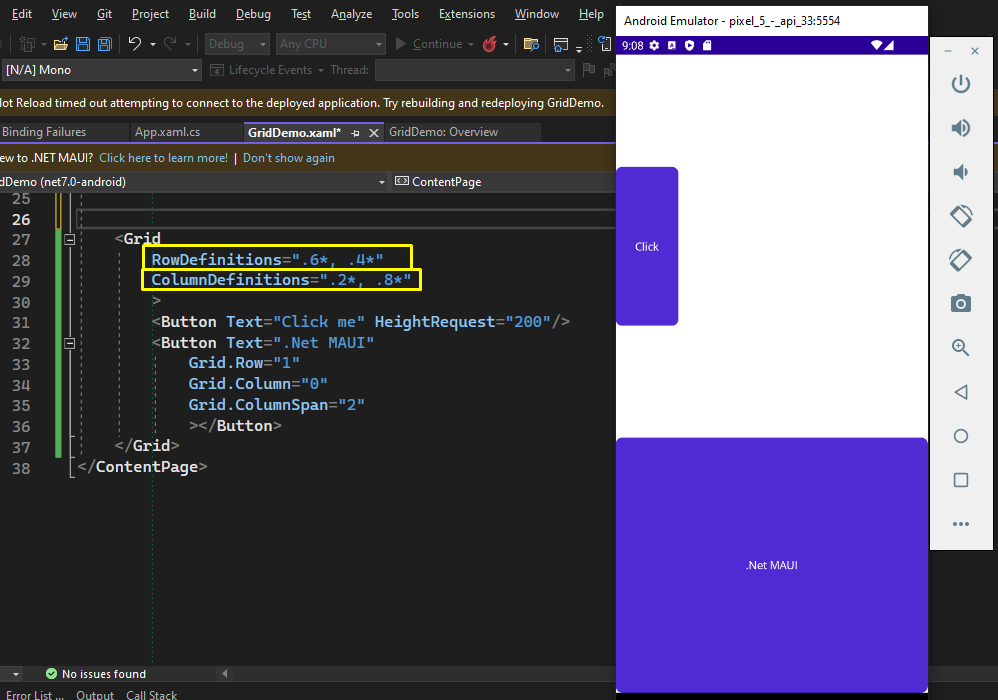 Edit View Git Project Build Debug Test Analyze Tools Extensions Window Help
Debug Any CPU Continue
[N/A] Mono Lifecycle Events Thread:
Hot Reload timed out attempting to connect to the deployed application. Try rebuilding and redeploying GridDemo.
Binding Failures App.xaml.cs GridDemo.xaml* GridDemo: Overview
ew to .NET MAUI? Click here to learn more! | Don't show again
dDemo (net7.0-android) ContentPage
25
26
27 <Grid
28 RowDefinitions=".6*, .4*"
29 ColumnDefinitions=".2*, .8*"
30 >
31 <Button Text="Click me" HeightRequest="200"/>
32 <Button Text=".Net MAUI"
33 Grid.Row="1"
34 Grid.Column="0"
35 Grid.ColumnSpan="2"
36 ></Button>
37 </Grid>
38 </ContentPage>
No issues found
Error List ... Output Call Stack
Android Emulator - pixel_5_-_api_33:5554
9:08
Click
.Net MAUI